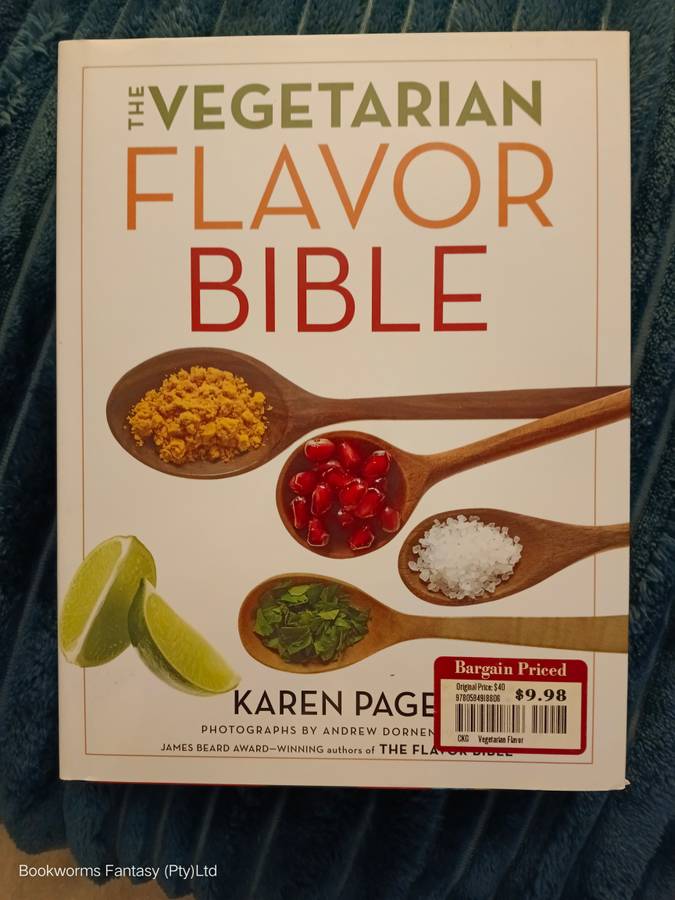 THE VEGETARIAN
FLAVOR
BIBLE
KAREN PAGE
PHOTOGRAPHS BY ANDREW DORNEN
JAMES BEARD AWARD—WINNING authors of THE FLAVOR BIBLE
Bargain Priced
Original Price: $40
9780584918806 $9.98
CKG Vegetarian Flavor
Bookworms Fantasy (Pty)Ltd